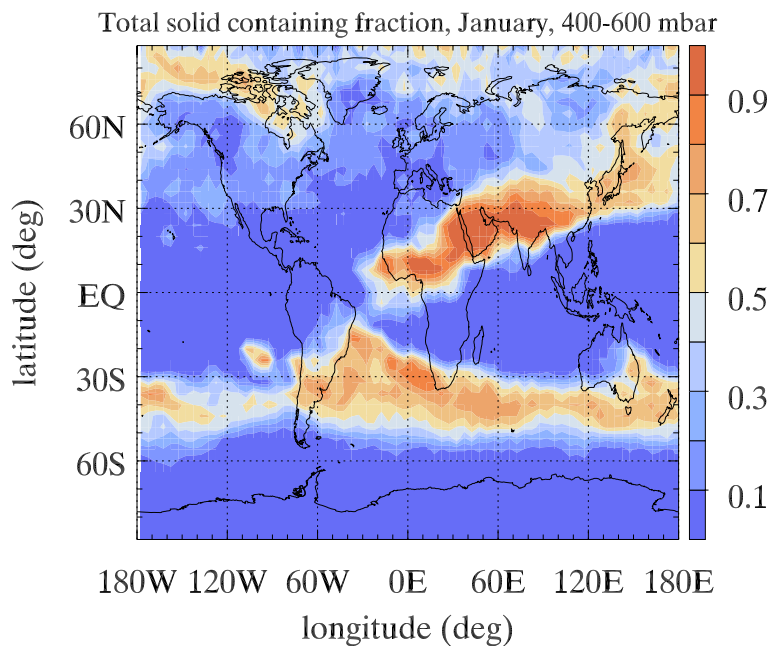 Total solid containing fraction, January, 400-600 mbar
0.9
60N
0.7
30N
latitude (deg)
EQ
0.5
30S
0.3
60S
0.1
180W 120W 60W 0E 60E 120E 180E
longitude (deg)